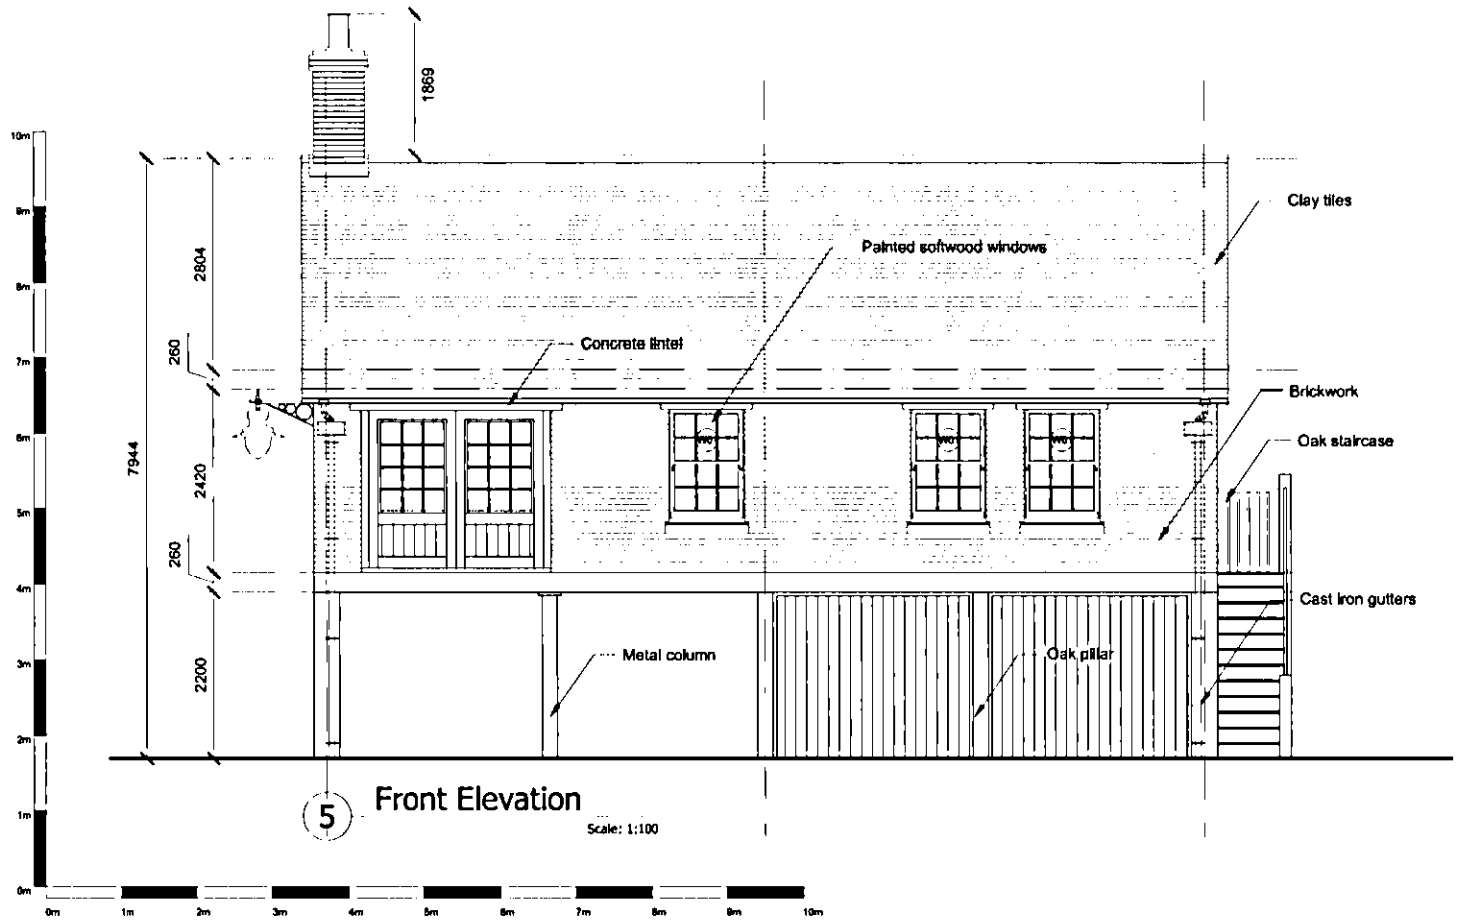 1869
10m
9m
8m
7m
6m
5m
4m
3m
2m
1m
0m
7944
2804
260
2420
260
2200
Clay tiles
Painted softwood windows
Concrete lintel
Brickwork
Oak staircase
Cast iron gutters
Metal column
Oak pillar
5
Front Elevation
Scale: 1:100
0m 1m 2m 3m 4m 5m 6m 7m 8m 9m 10m